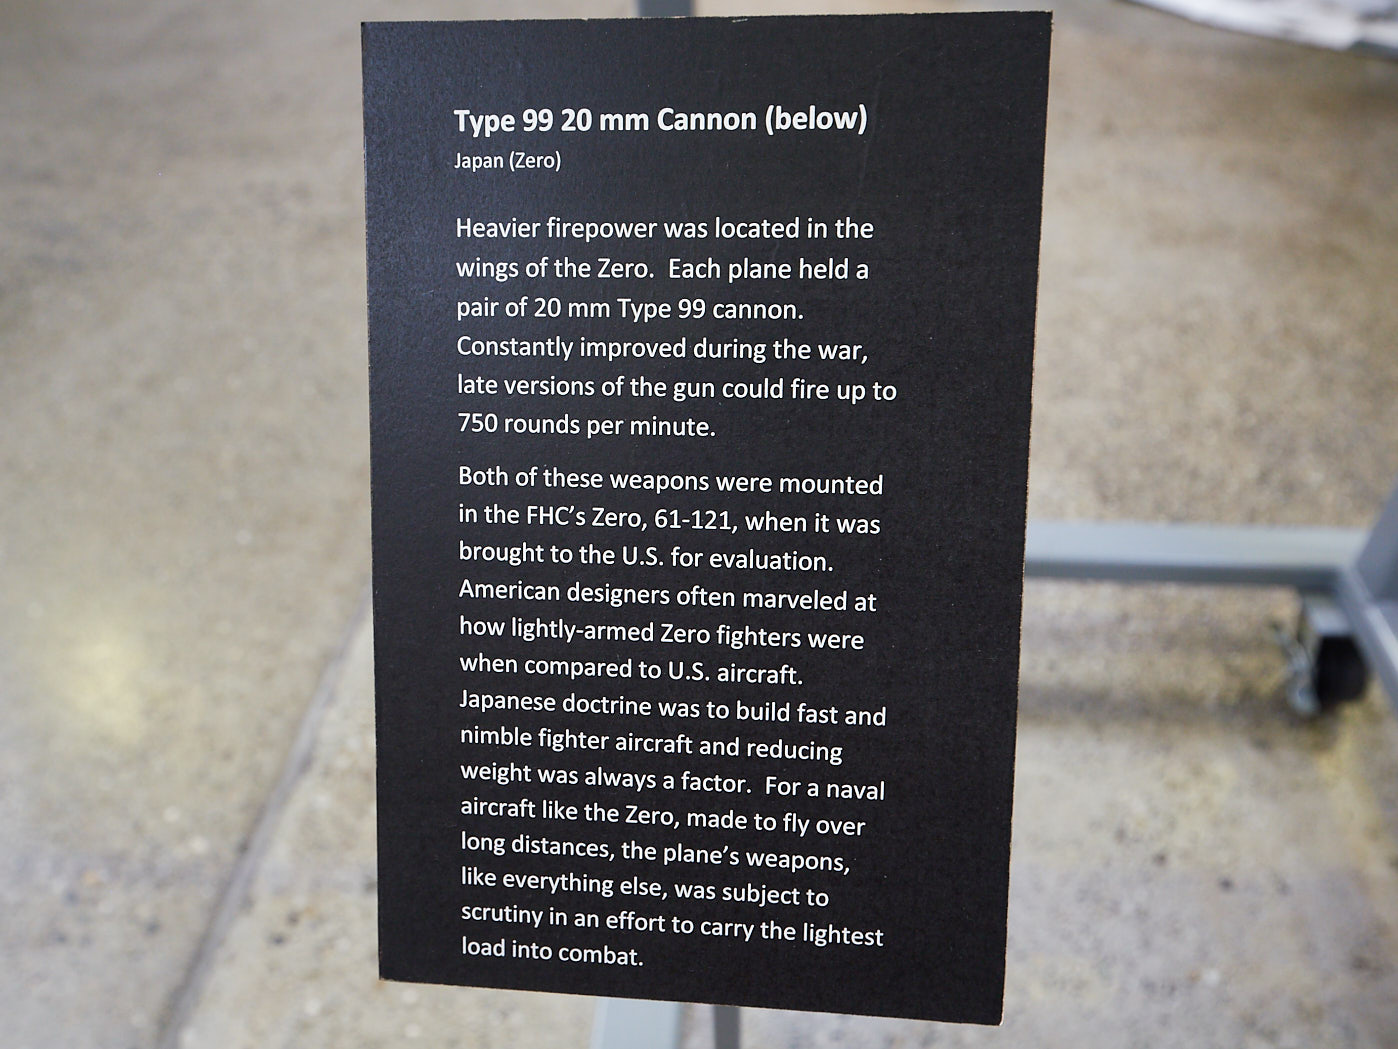 Type 99 20 mm Cannon (below)
Japan (Zero)
Heavier firepower was located in the
wings of the Zero.  Each plane held a
pair of 20 mm Type 99 cannon.
Constantly improved during the war,
late versions of the gun could fire up to
750 rounds per minute.
Both of these weapons were mounted
in the FHC’s Zero, 61-121, when it was
brought to the U.S. for evaluation.
American designers often marveled at
how lightly-armed Zero fighters were
when compared to U.S. aircraft.
Japanese doctrine was to build fast and
nimble fighter aircraft and reducing
weight was always a factor.  For a naval
aircraft like the Zero, made to fly over
long distances, the plane’s weapons,
like everything else, was subject to
scrutiny in an effort to carry the lightest
load into combat.